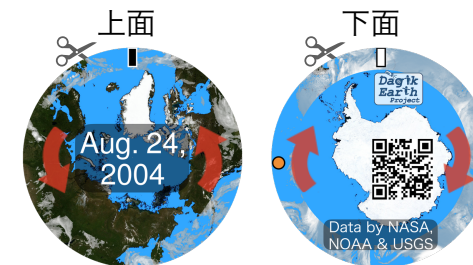 上面
下面
Aug. 24,
2004
Dagik
Earth
Project
Data by NASA,
NOAA & USGS